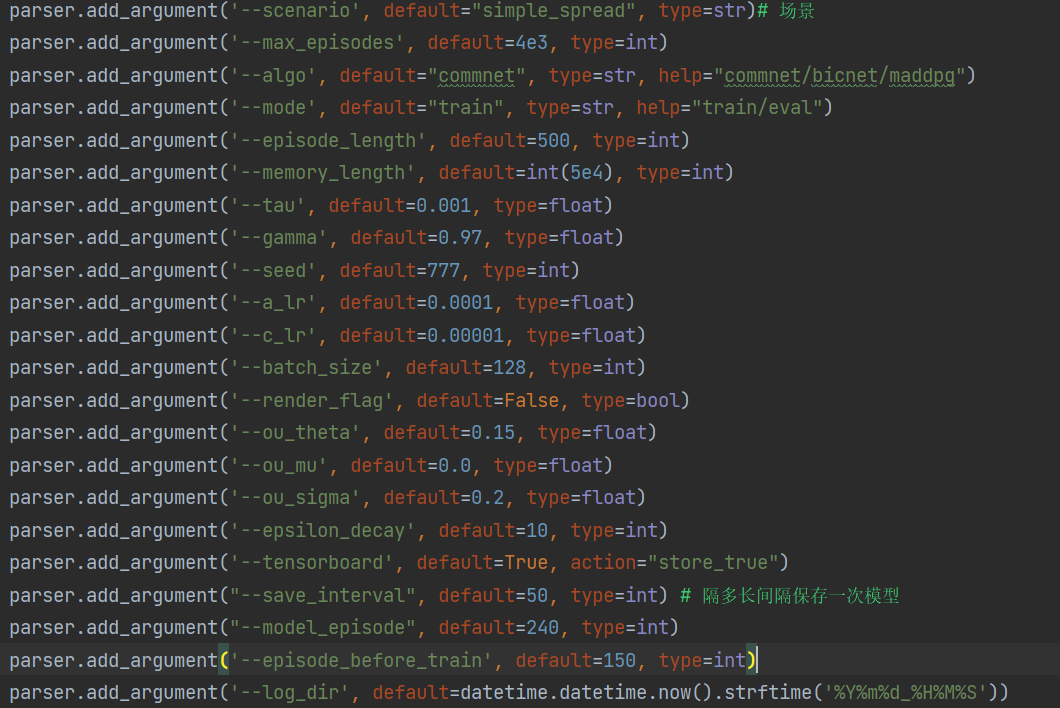 parser.add_argument('--scenario', default="simple_spread", type=str)# 场景
parser.add_argument('--max_episodes', default=4e3, type=int)
parser.add_argument('--algo', default="commnet", type=str, help="commnet/bicnet/maddpg")
parser.add_argument('--mode', default="train", type=str, help="train/eval")
parser.add_argument('--episode_length', default=500, type=int)
parser.add_argument('--memory_length', default=int(5e4), type=int)
parser.add_argument('--tau', default=0.001, type=float)
parser.add_argument('--gamma', default=0.97, type=float)
parser.add_argument('--seed', default=777, type=int)
parser.add_argument('--a_lr', default=0.0001, type=float)
parser.add_argument('--c_lr', default=0.00001, type=float)
parser.add_argument('--batch_size', default=128, type=int)
parser.add_argument('--render_flag', default=False, type=bool)
parser.add_argument('--ou_theta', default=0.15, type=float)
parser.add_argument('--ou_mu', default=0.0, type=float)
parser.add_argument('--ou_sigma', default=0.2, type=float)
parser.add_argument('--epsilon_decay', default=10, type=int)
parser.add_argument('--tensorboard', default=True, action="store_true")
parser.add_argument("--save_interval", default=50, type=int) # 隔多长间隔保存一次模型
parser.add_argument("--model_episode", default=240, type=int)
parser.add_argument('--episode_before_train', default=150, type=int)
parser.add_argument('--log_dir', default=datetime.datetime.now().strftime('%Y%m%d_%H%M%S'))